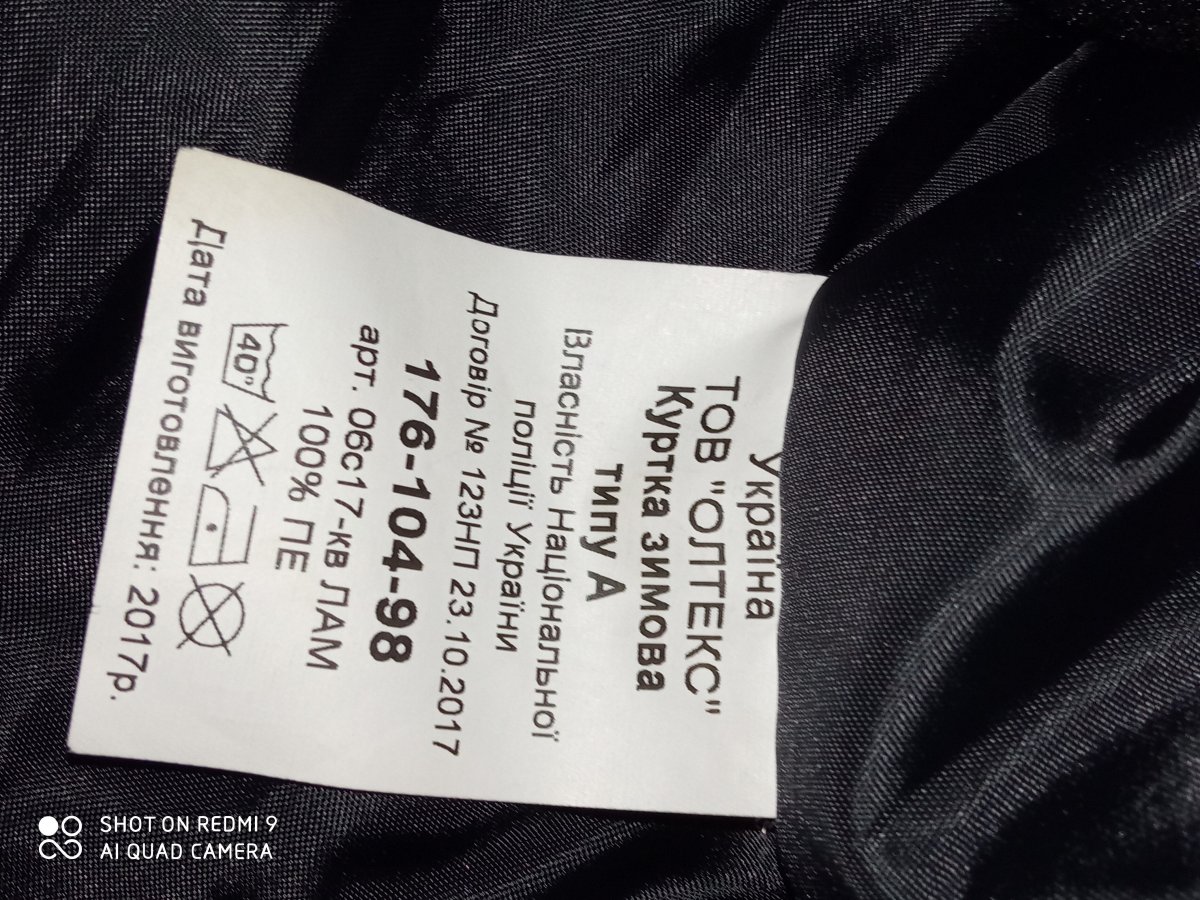 Україна
ТОВ "ОЛТЕКС"
Куртка зимова
типу А
Власність Національної
поліції України
Договір № 123НП 23.10.2017
176-104-98
арт. 06с17-кв ЛАМ
100% ПЕ
40°
Дата виготовлення: 2017р.
SHOT ON REDMI 9
AI QUAD CAMERA